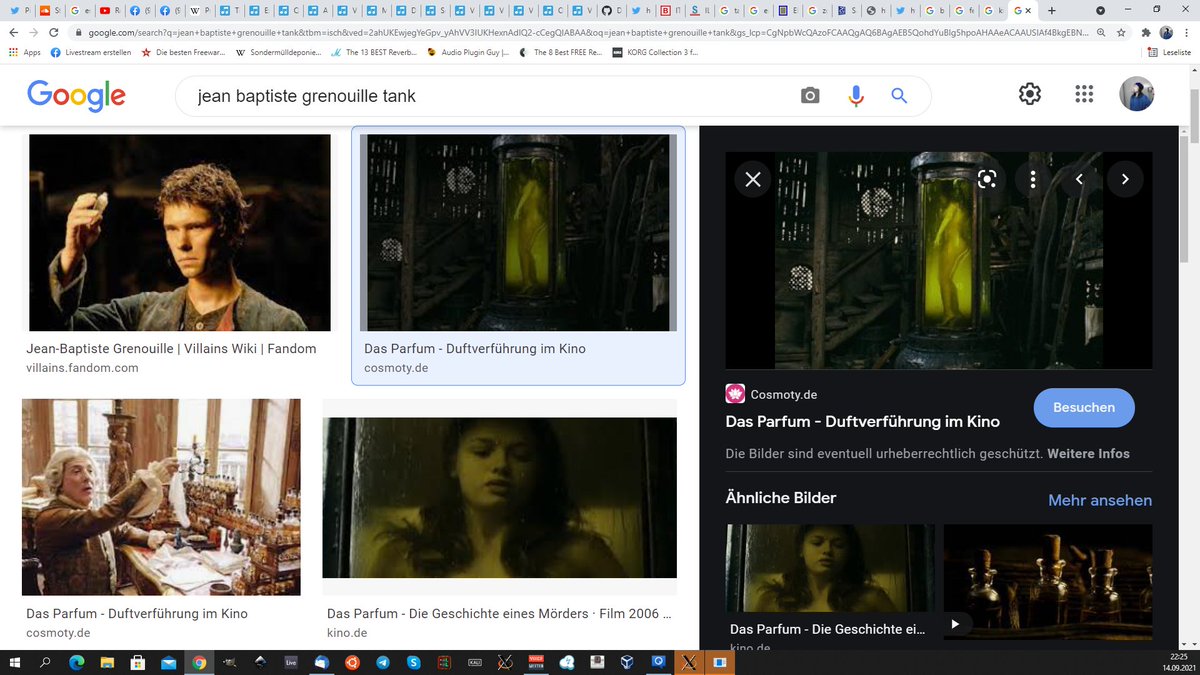 google.com/search?q=jean+baptiste+grenouille+tank&tbm=isch&ved=2ahUKEwjegYeGpv_yAhVV3IUKHexnAdIQ2-cCegQIABAA&oq=jean+baptiste+grenouille+tank
Apps
Livestream erstellen
Die besten Freewar...
Sondermülldeponie...
The 13 BEST Reverb...
Audio Plugin Guy |...
The 8 Best FREE Re...
KORG Collection 3 f...
Leseliste
Google
jean baptiste grenouille tank
Jean-Baptiste Grenouille | Villains Wiki | Fandom
villains.fandom.com
Das Parfum - Duftverführung im Kino
cosmoty.de
Das Parfum - Duftverführung im Kino
cosmoty.de
Das Parfum - Die Geschichte eines Mörders · Film 2006 ...
kino.de
Cosmoty.de
Das Parfum - Duftverführung im Kino
Besuchen
Die Bilder sind eventuell urheberrechtlich geschützt. Weitere Infos
Ähnliche Bilder
Mehr ansehen
Das Parfum - Die Geschichte ei...
kino.de
Live
22:25
14.09.2021